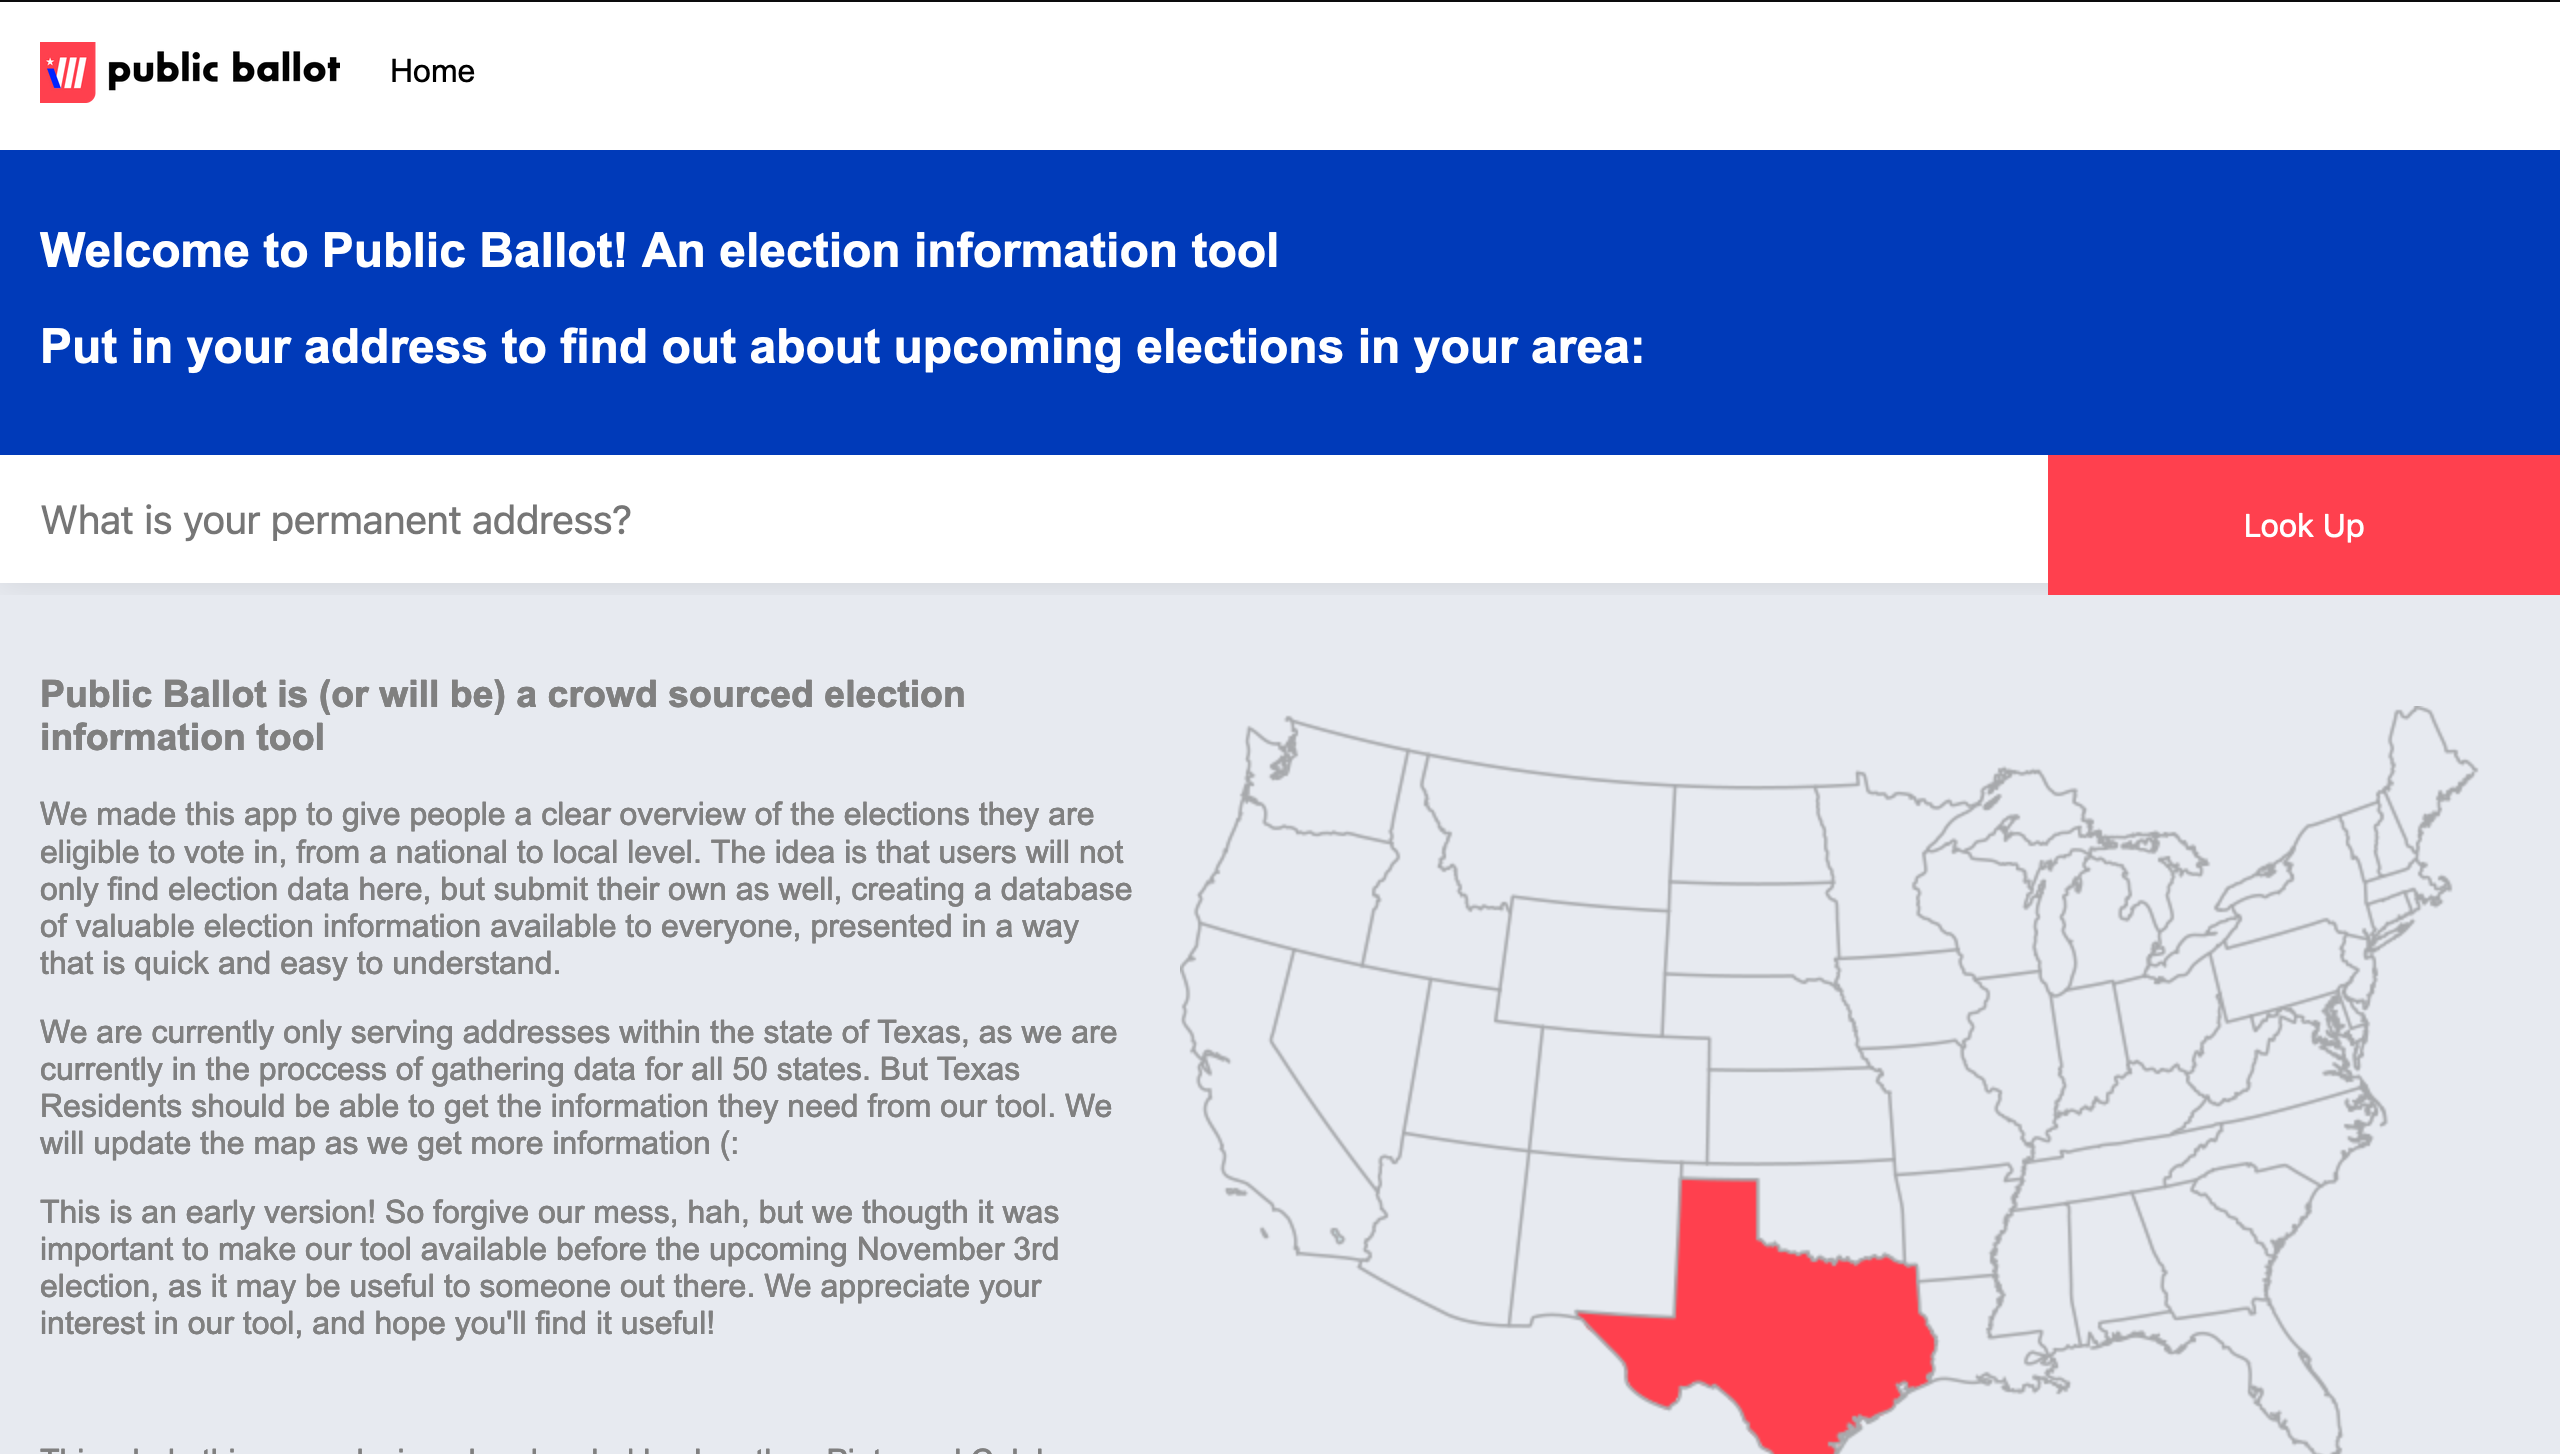 public ballot
Home
Welcome to Public Ballot! An election information tool
Put in your address to find out about upcoming elections in your area:
What is your permanent address?
Look Up
Public Ballot is (or will be) a crowd sourced election
information tool
We made this app to give people a clear overview of the elections they are
eligible to vote in, from a national to local level. The idea is that users will not
only find election data here, but submit their own as well, creating a database
of valuable election information available to everyone, presented in a way
that is quick and easy to understand.
We are currently only serving addresses within the state of Texas, as we are
currently in the proccess of gathering data for all 50 states. But Texas
Residents should be able to get the information they need from our tool. We
will update the map as we get more information (:
This is an early version! So forgive our mess, hah, but we thougth it was
important to make our tool available before the upcoming November 3rd
election, as it may be useful to someone out there. We appreciate your
interest in our tool, and hope you'll find it useful!